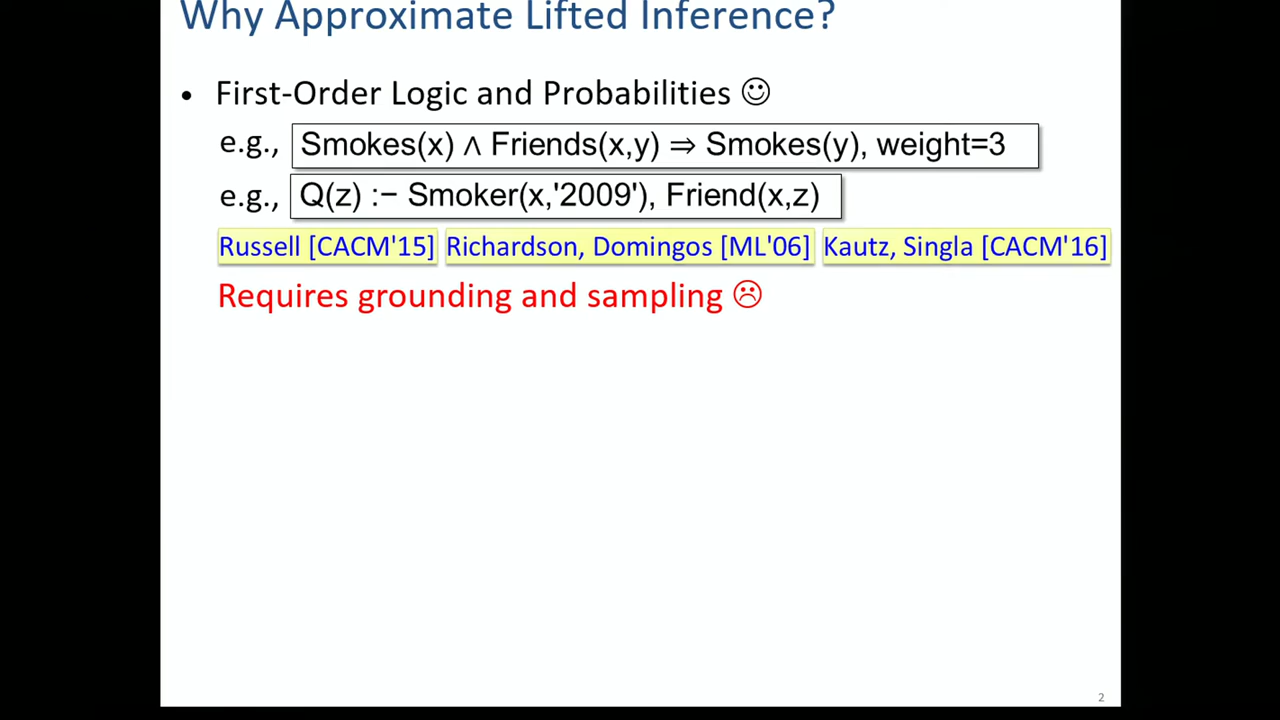 Why Approximate Lifted Inference?
• First-Order Logic and Probabilities ☺
e.g., Smokes(x) ∧ Friends(x,y) ⇒ Smokes(y), weight=3
e.g., Q(z) :− Smoker(x,'2009'), Friend(x,z)
Russell [CACM'15] Richardson, Domingos [ML'06] Kautz, Singla [CACM'16]
Requires grounding and sampling ☹
2